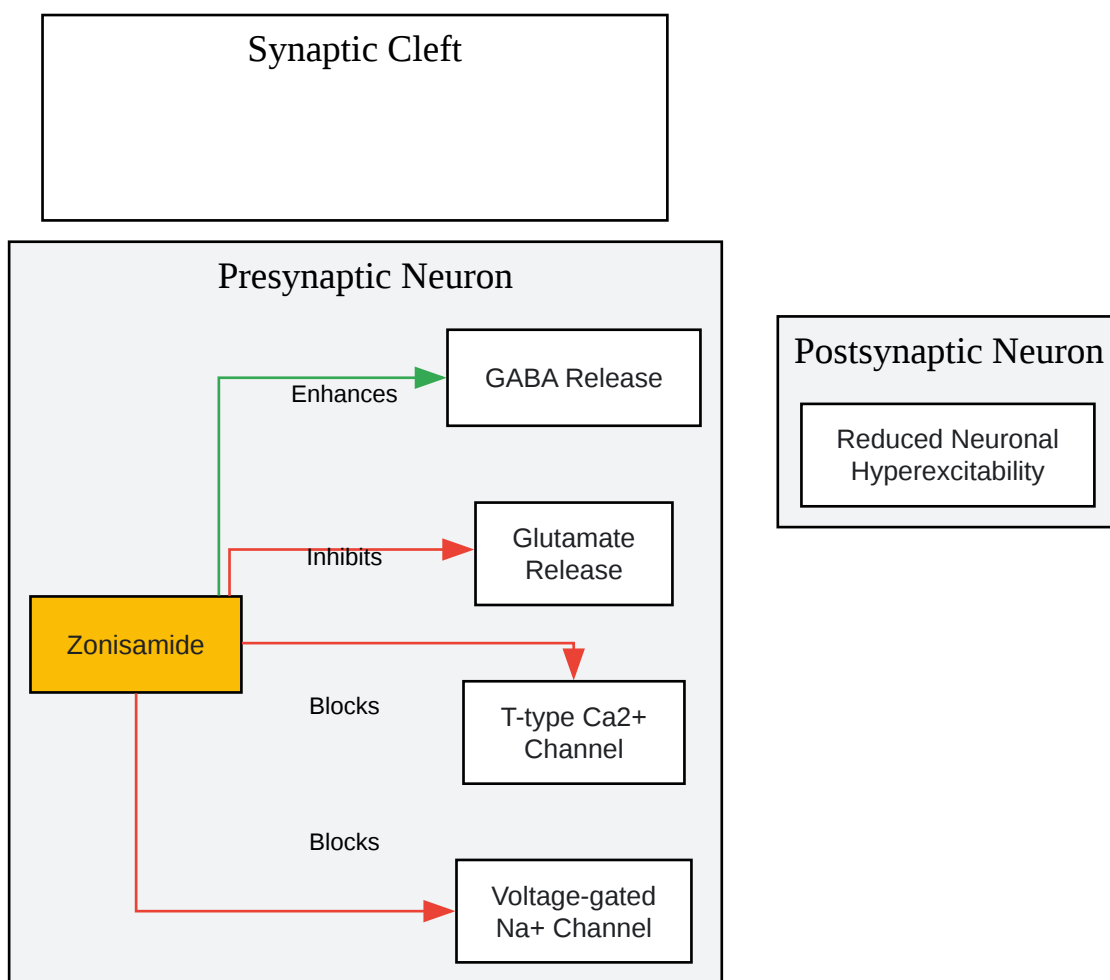 Synaptic Cleft
Presynaptic Neuron
GABA Release
Enhances
Postsynaptic Neuron
Reduced Neuronal
Hyperexcitability
Glutamate
Release
Inhibits
Zonisamide
Blocks
T-type Ca2+
Channel
Blocks
Voltage-gated
Na+ Channel